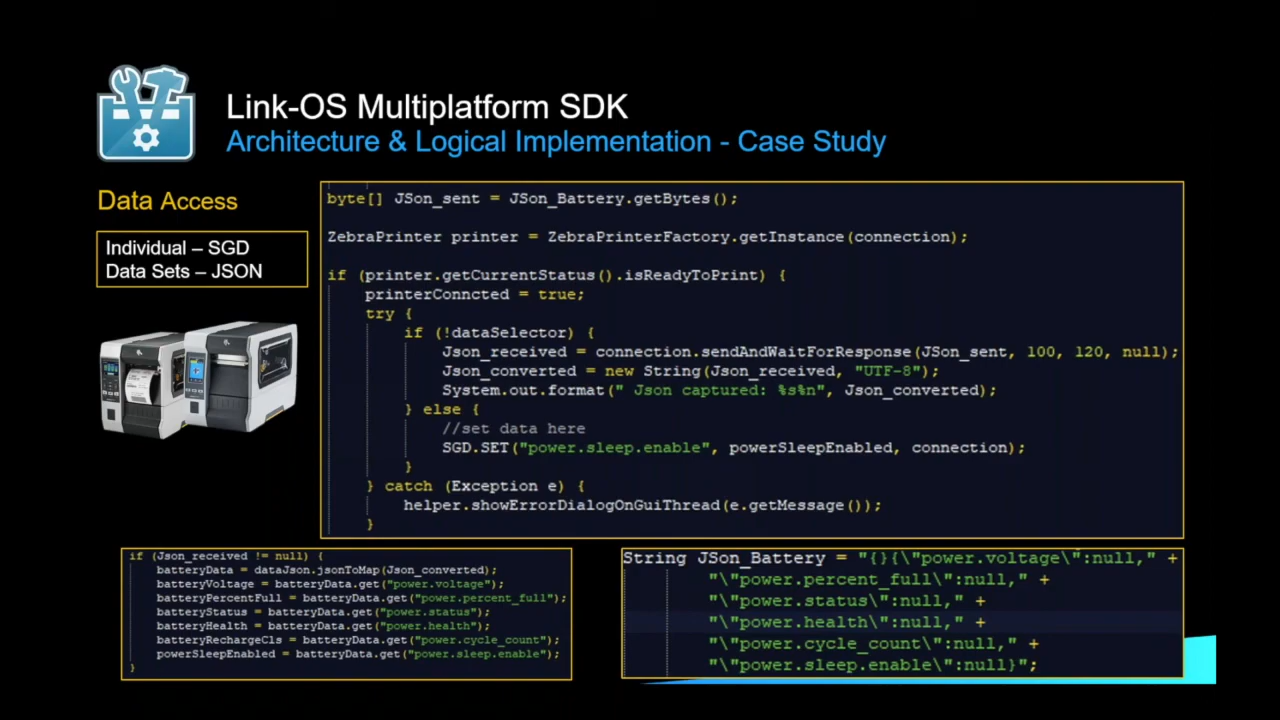 Link-OS Multiplatform SDK
Architecture & Logical Implementation - Case Study
Data Access
Individual – SGD
Data Sets – JSON
byte[] JSon_sent = JSon_Battery.getBytes();
ZebraPrinter printer = ZebraPrinterFactory.getInstance(connection);
if (printer.getCurrentStatus().isReadyToPrint) {
printerConncted = true;
try {
if (!dataSelector) {
Json_received = connection.sendAndWaitForResponse(JSon_sent, 100, 120, null);
Json_converted = new String(Json_received, "UTF-8");
System.out.format(" Json captured: %s%n", Json_converted);
} else {
//set data here
SGD.SET("power.sleep.enable", powerSleepEnabled, connection);
}
} catch (Exception e) {
helper.showErrorDialogOnGuiThread(e.getMessage());
}
if (Json_received != null) {
batteryData = dataJson.jsonToMap(Json_converted);
batteryVoltage = batteryData.get("power.voltage");
batteryPercentFull = batteryData.get("power.percent_full");
batteryStatus = batteryData.get("power.status");
batteryHealth = batteryData.get("power.health");
batteryRechargeCls = batteryData.get("power.cycle_count");
powerSleepEnabled = batteryData.get("power.sleep.enable");
}
String JSon_Battery = "{}{\"power.voltage\":null," +
"\"power.percent_full\":null," +
"\"power.status\":null," +
"\"power.health\":null," +
"\"power.cycle_count\":null," +
"\"power.sleep.enable\":null}";